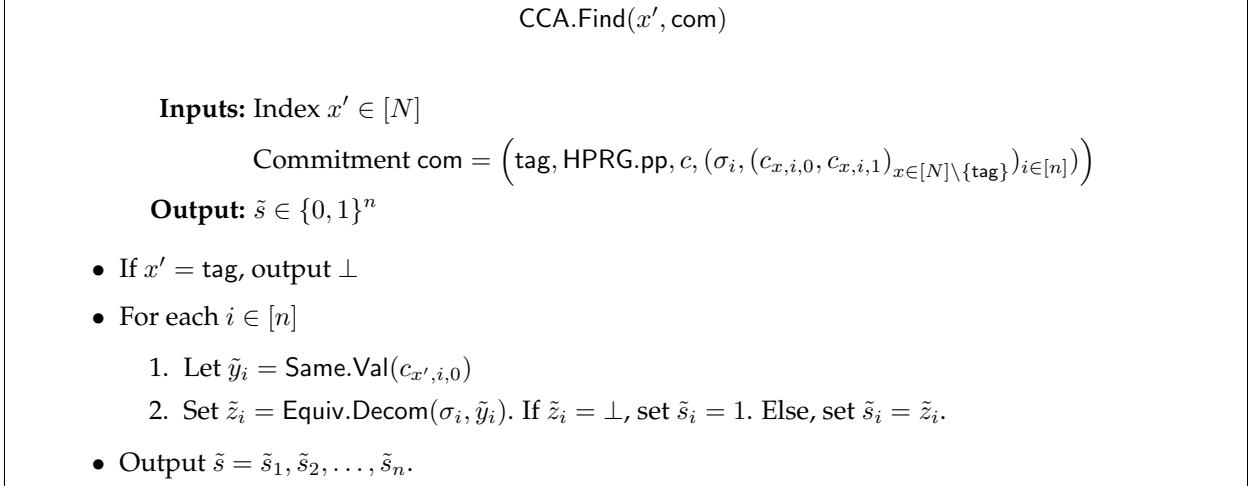 CCA.Find(x′, com)
Inputs: Index x′ ∈ [N]
Commitment com = (tag, HPRG.pp, c, (σ_i, (c_{x,i,0}, c_{x,i,1})_{x∈[N]\{tag}})_{i∈[n]}))
Output: s̃ ∈ {0, 1}^n
• If x′ = tag, output ⊥
• For each i ∈ [n]
1. Let ỹ_i = Same.Val(c_{x′,i,0})
2. Set z̃_i = Equiv.Decom(σ_i, ỹ_i). If z̃_i = ⊥, set s̃_i = 1. Else, set s̃_i = z̃_i.
• Output s̃ = s̃_1, s̃_2, . . . , s̃_n.